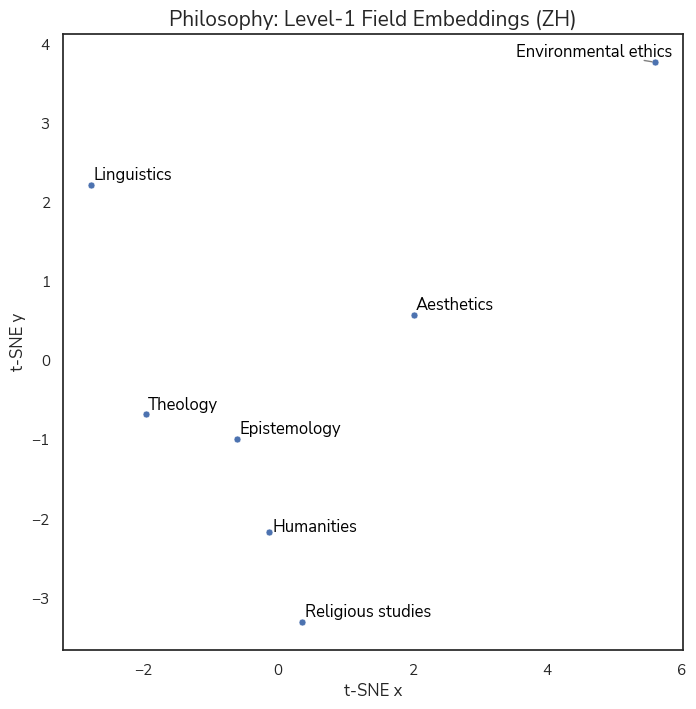 Philosophy: Level-1 Field Embeddings (ZH)
4
Environmental ethics
3
Linguistics
2
1
Aesthetics
0
t-SNE y
Theology
Epistemology
−1
−2
Humanities
−3
Religious studies
−2
0
2
4
6
t-SNE x